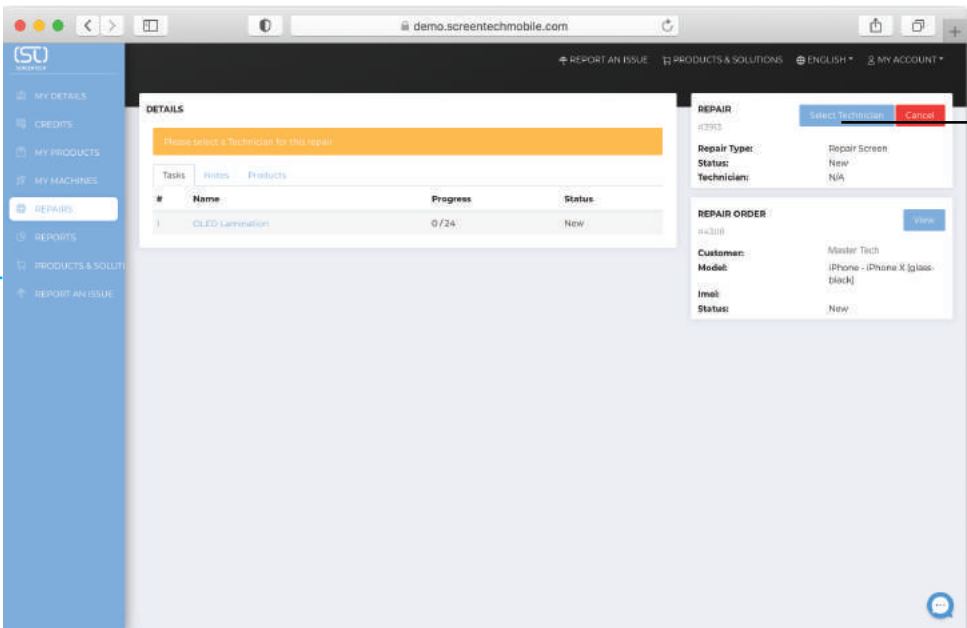 demo.screentechmobile.com
(ST)
REPORT AN ISSUE
PRODUCTS & SOLUTIONS
ENGLISH
MY ACCOUNT
MY DETAILS
CREDITS
MY PRODUCTS
MY MACHINES
REPAIRS
REPORTS
PRODUCTS & SOLUTI
REPORT AN ISSUE
DETAILS
Please select a Technician for this repair
Tasks Notes Products
# Name Progress Status
1 OLED Lamination 0/24 New
REPAIR
Select Technician Cancel
#3913
Repair Type: Repair Screen
Status: New
Technician: N/A
REPAIR ORDER
View
Customer: Master Tech
Model: iPhone - iPhone X [glass-
black]
Imei:
Status: New